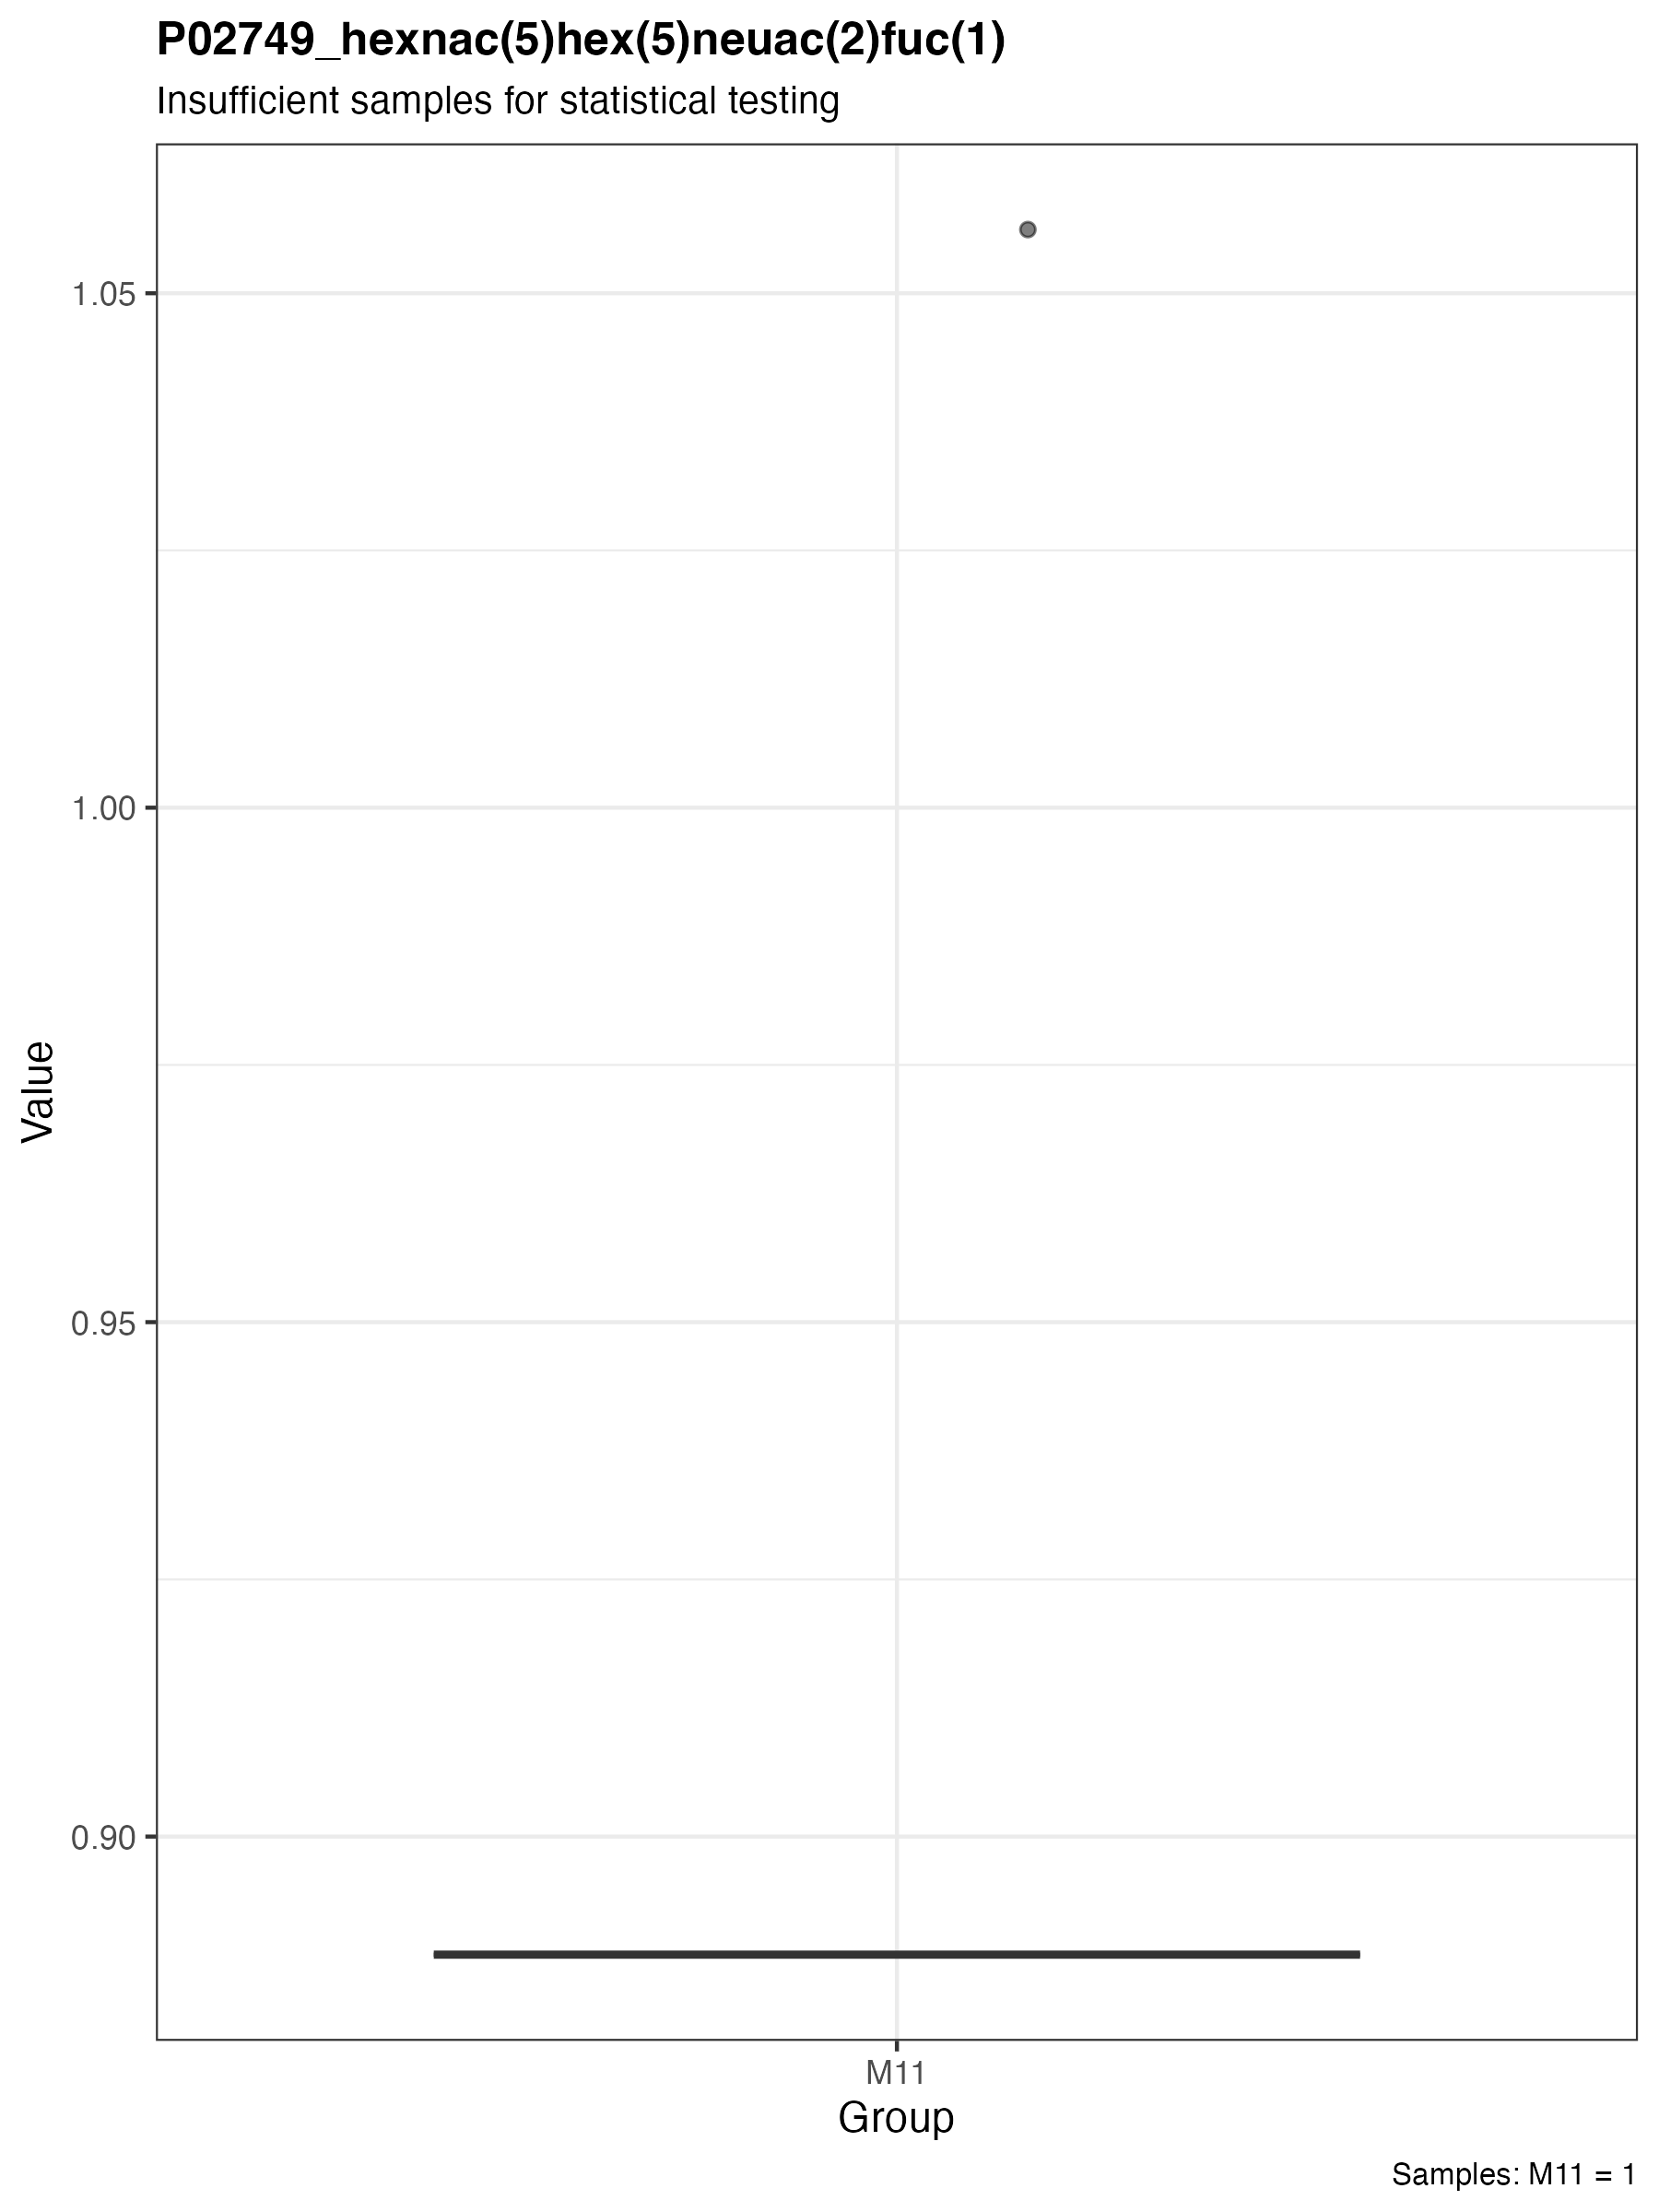 P02749_hexnac(5)hex(5)neuac(2)fuc(1)
Insufficient samples for statistical testing
1.05
1.00
0.95
0.90
Value
M11
Group
Samples: M11 = 1